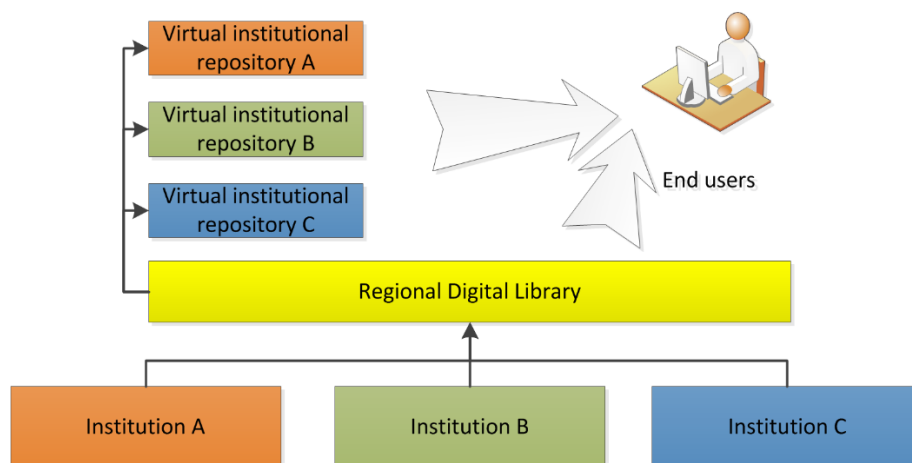 Virtual institutional
repository A
Virtual institutional
repository B
Virtual institutional
repository C
End users
Regional Digital Library
Institution A
Institution B
Institution C